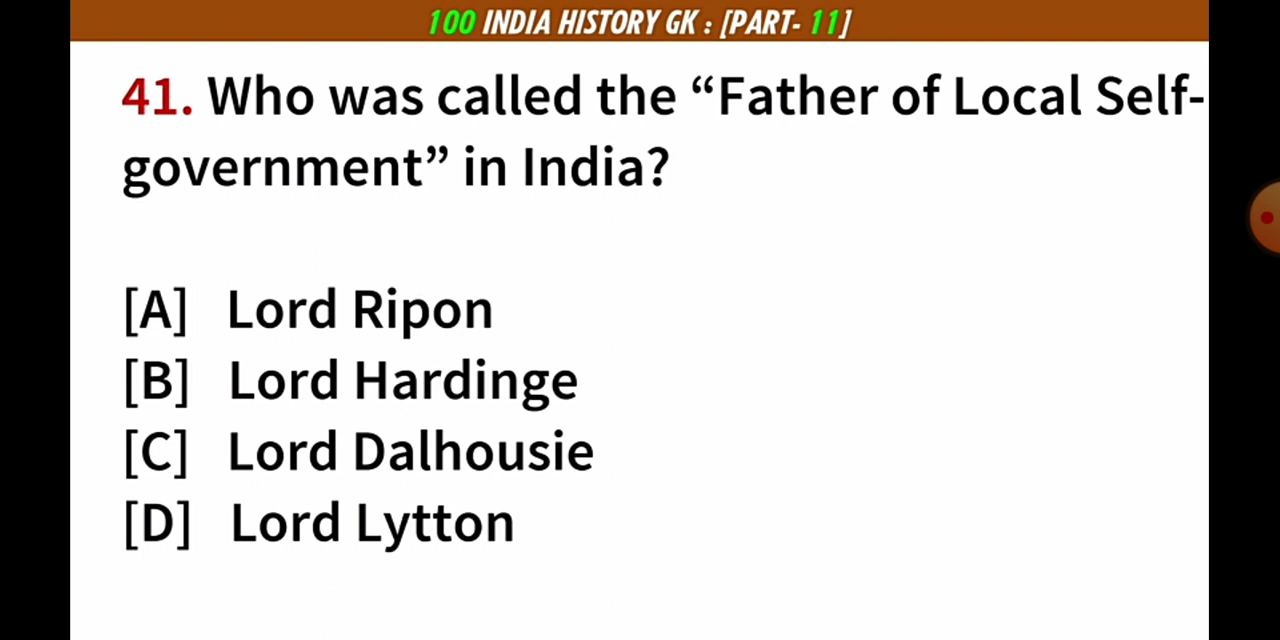 100 INDIA HISTORY GK : [PART- 11]
41. Who was called the “Father of Local Self-
government” in India?
[A] Lord Ripon
[B] Lord Hardinge
[C] Lord Dalhousie
[D] Lord Lytton